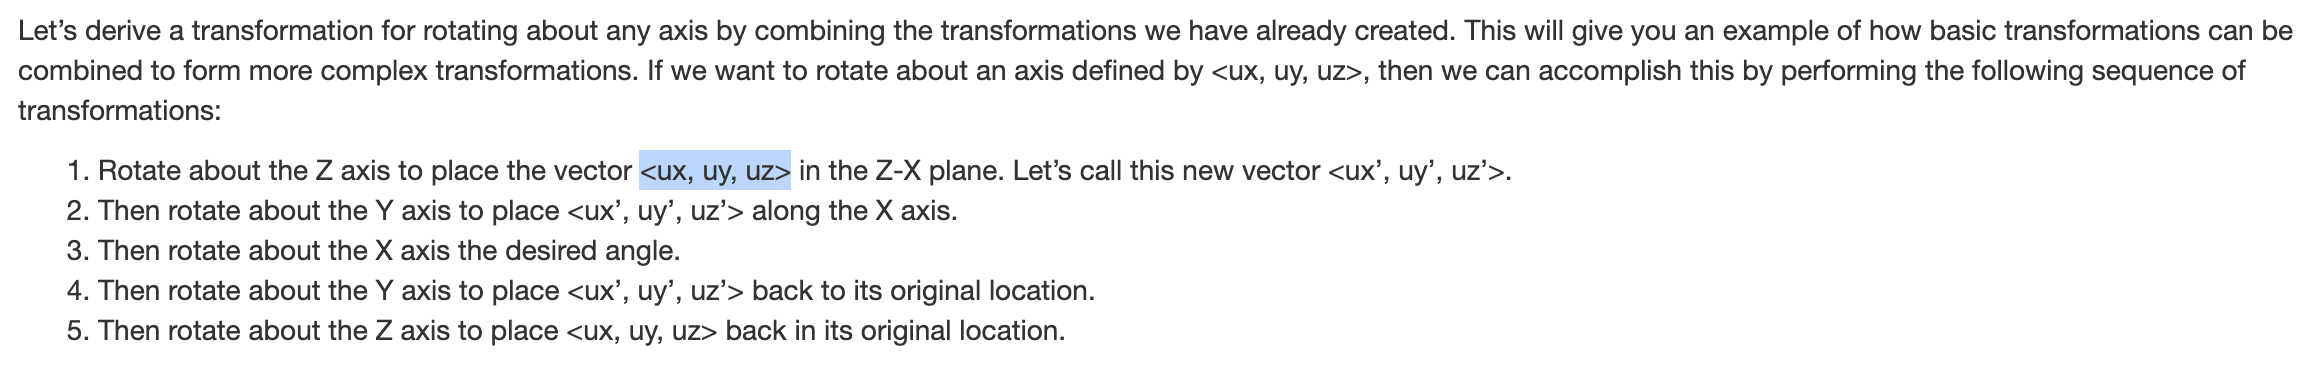 Let’s derive a transformation for rotating about any axis by combining the transformations we have already created. This will give you an example of how basic transformations can be
combined to form more complex transformations. If we want to rotate about an axis defined by <ux, uy, uz>, then we can accomplish this by performing the following sequence of
transformations:
1. Rotate about the Z axis to place the vector <ux, uy, uz> in the Z-X plane. Let’s call this new vector <ux’, uy’, uz’>.
2. Then rotate about the Y axis to place <ux’, uy’, uz’> along the X axis.
3. Then rotate about the X axis the desired angle.
4. Then rotate about the Y axis to place <ux’, uy’, uz’> back to its original location.
5. Then rotate about the Z axis to place <ux, uy, uz> back in its original location.